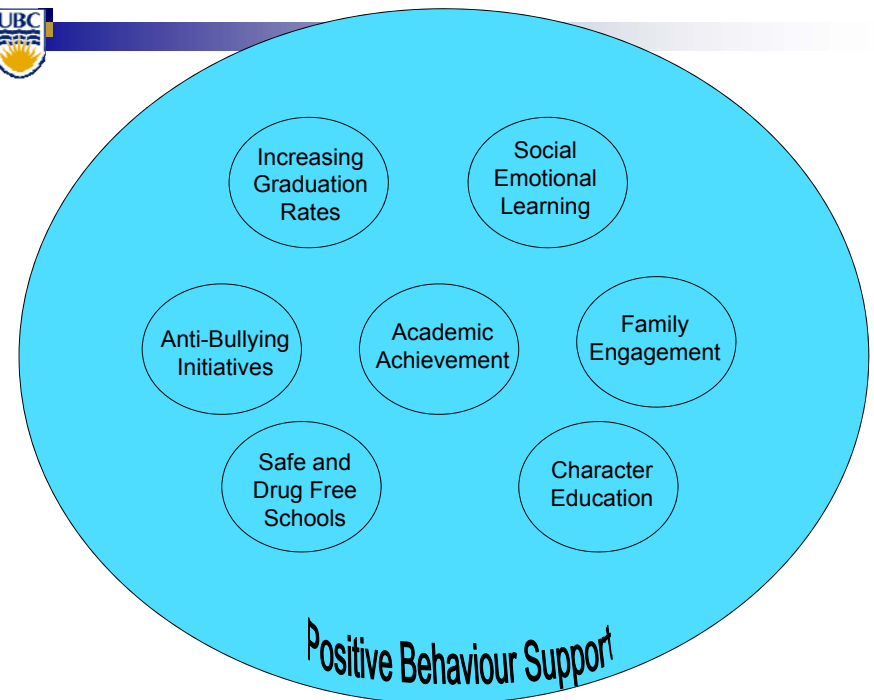 UBC
Increasing
Graduation
Rates
Social
Emotional
Learning
Anti-Bullying
Initiatives
Academic
Achievement
Family
Engagement
Safe and
Drug Free
Schools
Character
Education
Positive Behaviour Support